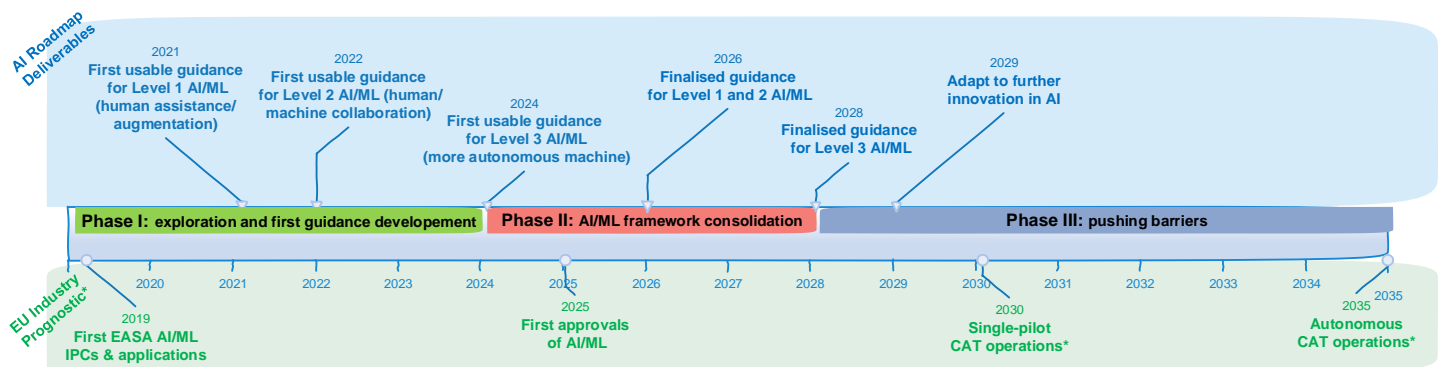 AI Roadmap
Deliverables
2021
First usable guidance
for Level 1 AI/ML
(human assistance/
augmentation)
2022
First usable guidance
for Level 2 AI/ML (human/
machine collaboration)
2024
First usable guidance
for Level 3 AI/ML
(more autonomous machine)
2026
Finalised guidance
for Level 1 and 2 AI/ML
2028
Finalised guidance
for Level 3 AI/ML
2029
Adapt to further
innovation in AI
Phase I: exploration and first guidance developement
Phase II: AI/ML framework consolidation
Phase III: pushing barriers
2020
2021
2022
2023
2024
2025
2026
2027
2028
2029
2030
2031
2032
2033
2034
2035
EU Industry
Prognostic*
2019
First EASA AI/ML
IPCs & applications
2025
First approvals
of AI/ML
2030
Single-pilot
CAT operations*
2035
Autonomous
CAT operations*